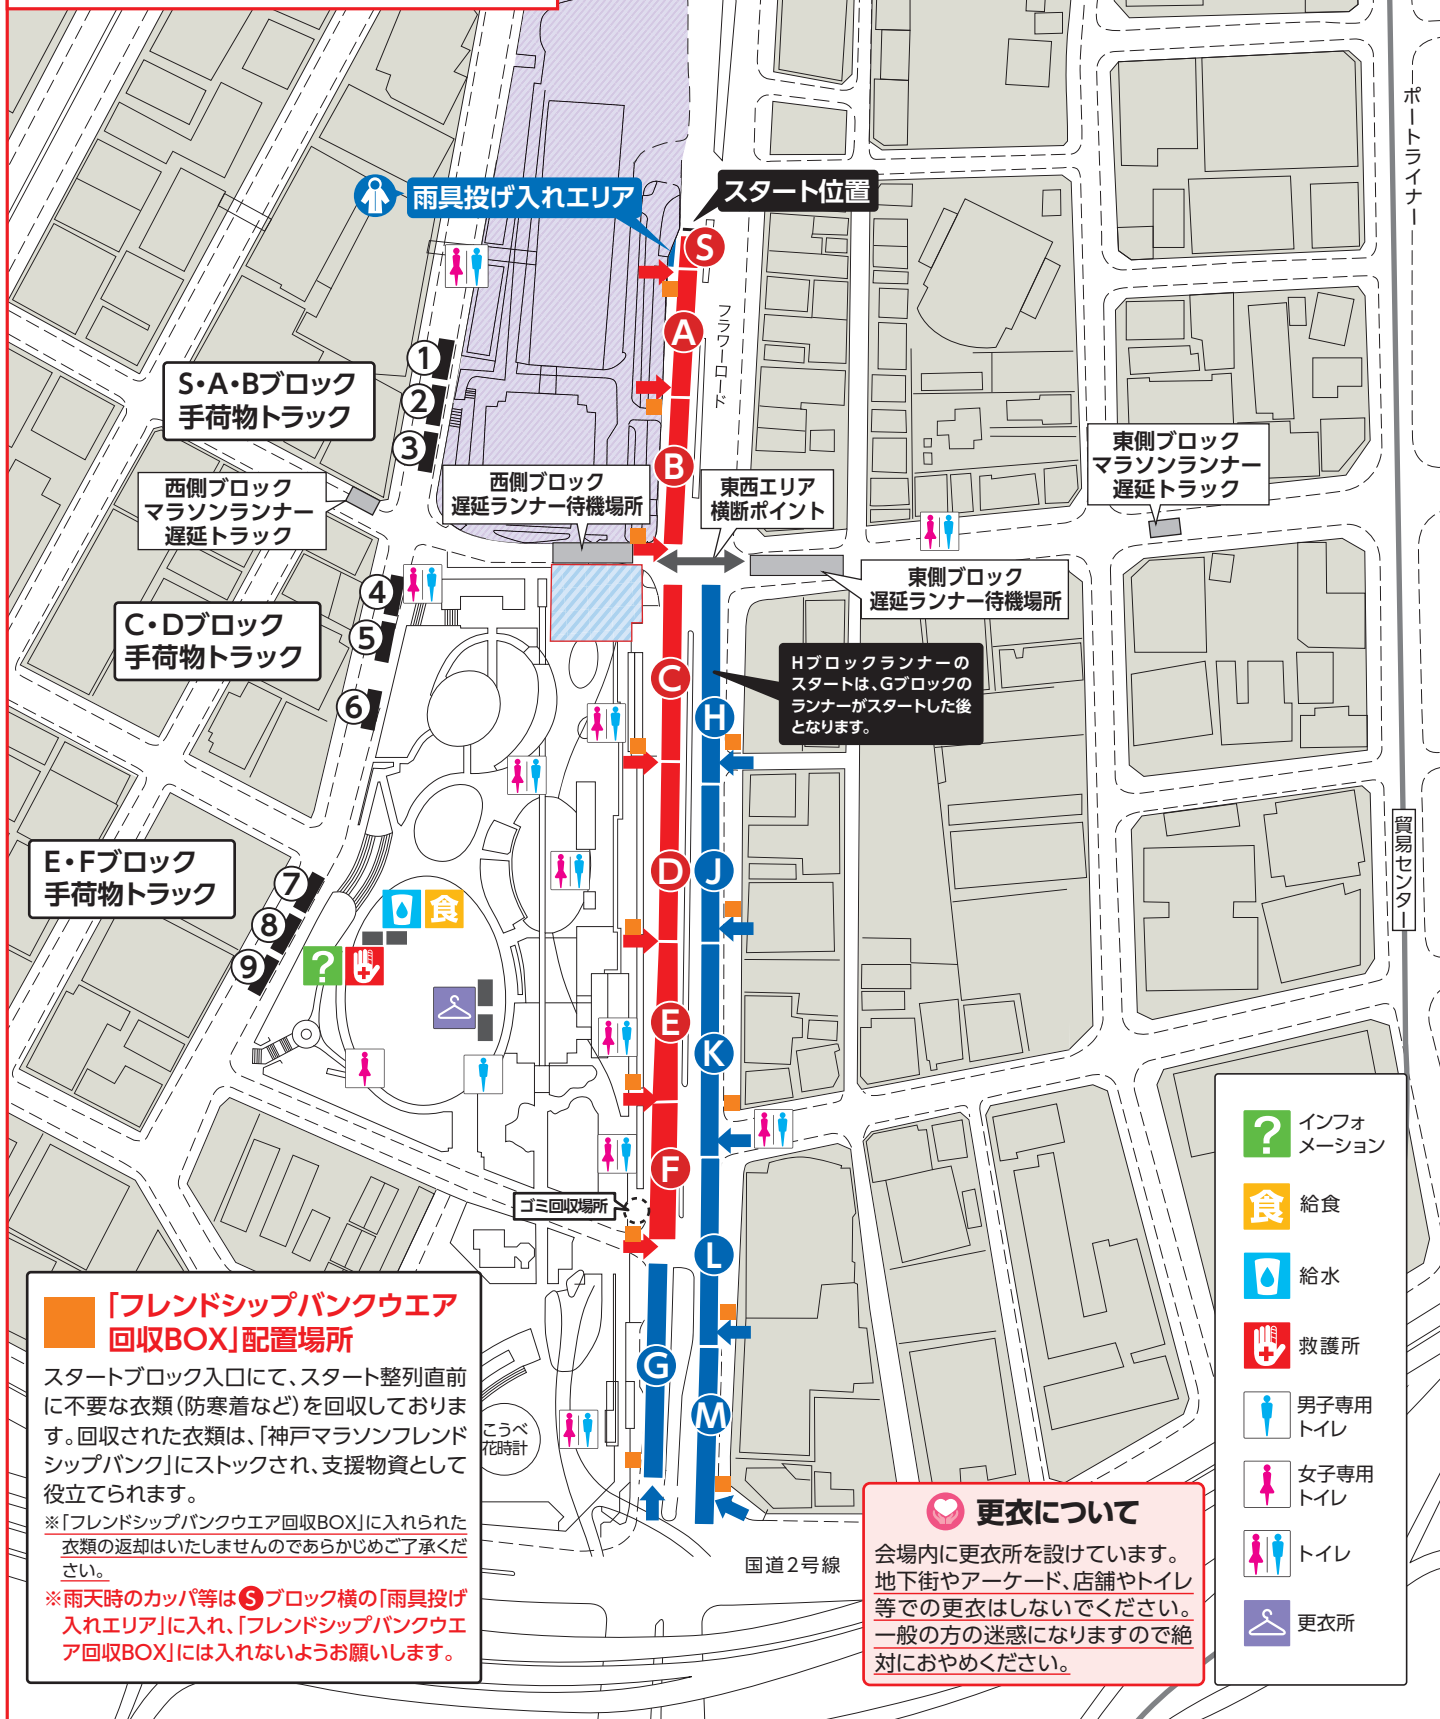 ポートライナー
雨具投げ入れエリア
スタート位置
S
A
フラワーロード
①
②
③
S・A・Bブロック
手荷物トラック
B
西側ブロック
マラソンランナー
遅延トラック
西側ブロック
遅延ランナー待機場所
東西エリア
横断ポイント
東側ブロック
マラソンランナー
遅延トラック
東側ブロック
遅延ランナー待機場所
④
⑤
⑥
C・Dブロック
手荷物トラック
C
H
Hブロックランナーの
スタートは、Gブロックの
ランナーがスタートした後
となります。
貿易センター
E・Fブロック
手荷物トラック
⑦
⑧
⑨
D
J
食
?
E
K
F
ゴミ回収場所
L
G
M
こうべ
花時計
国道2号線
「フレンドシップバンクウエア
回収BOX」配置場所
スタートブロック入口にて、スタート整列直前
に不要な衣類(防寒着など)を回収しておりま
す。回収された衣類は、「神戸マラソンフレンド
シップバンク」にストックされ、支援物資として
役立てられます。
※「フレンドシップバンクウエア回収BOX」に入れられた
衣類の返却はいたしませんのであらかじめご了承くだ
さい。
※雨天時のカッパ等はSブロック横の「雨具投げ
入れエリア」に入れ、「フレンドシップバンクウエ
ア回収BOX」には入れないようお願いします。
更衣について
会場内に更衣所を設けています。
地下街やアーケード、店舗やトイレ
等での更衣はしないでください。
一般の方の迷惑になりますので絶
対におやめください。
? インフォ
メーション
食 給食
給水
救護所
男子専用
トイレ
女子専用
トイレ
トイレ
更衣所